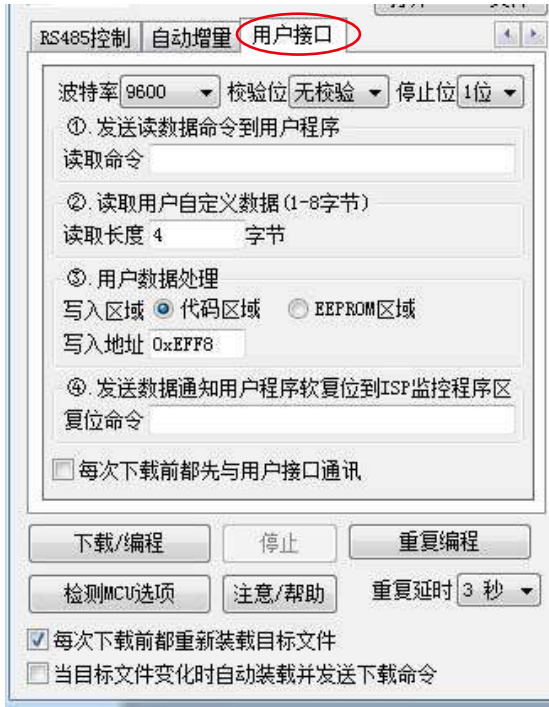 RS485控制 自动增量 用户接口
波特率 9600 校验位 无校验 停止位 1位
①.发送读数据命令到用户程序
读取命令
②.读取用户自定义数据(1-8字节)
读取长度 4 字节
③.用户数据处理
写入区域 代码区域 EEPROM区域
写入地址 0xEFF8
④.发送数据通知用户程序软复位到ISP监控程序区
复位命令
每次下载前都先与用户接口通讯
下载/编程 停止 重复编程
检测MCU选项 注意/帮助 重复延时 3 秒
每次下载前都重新装载目标文件
当目标文件变化时自动装载并发送下载命令